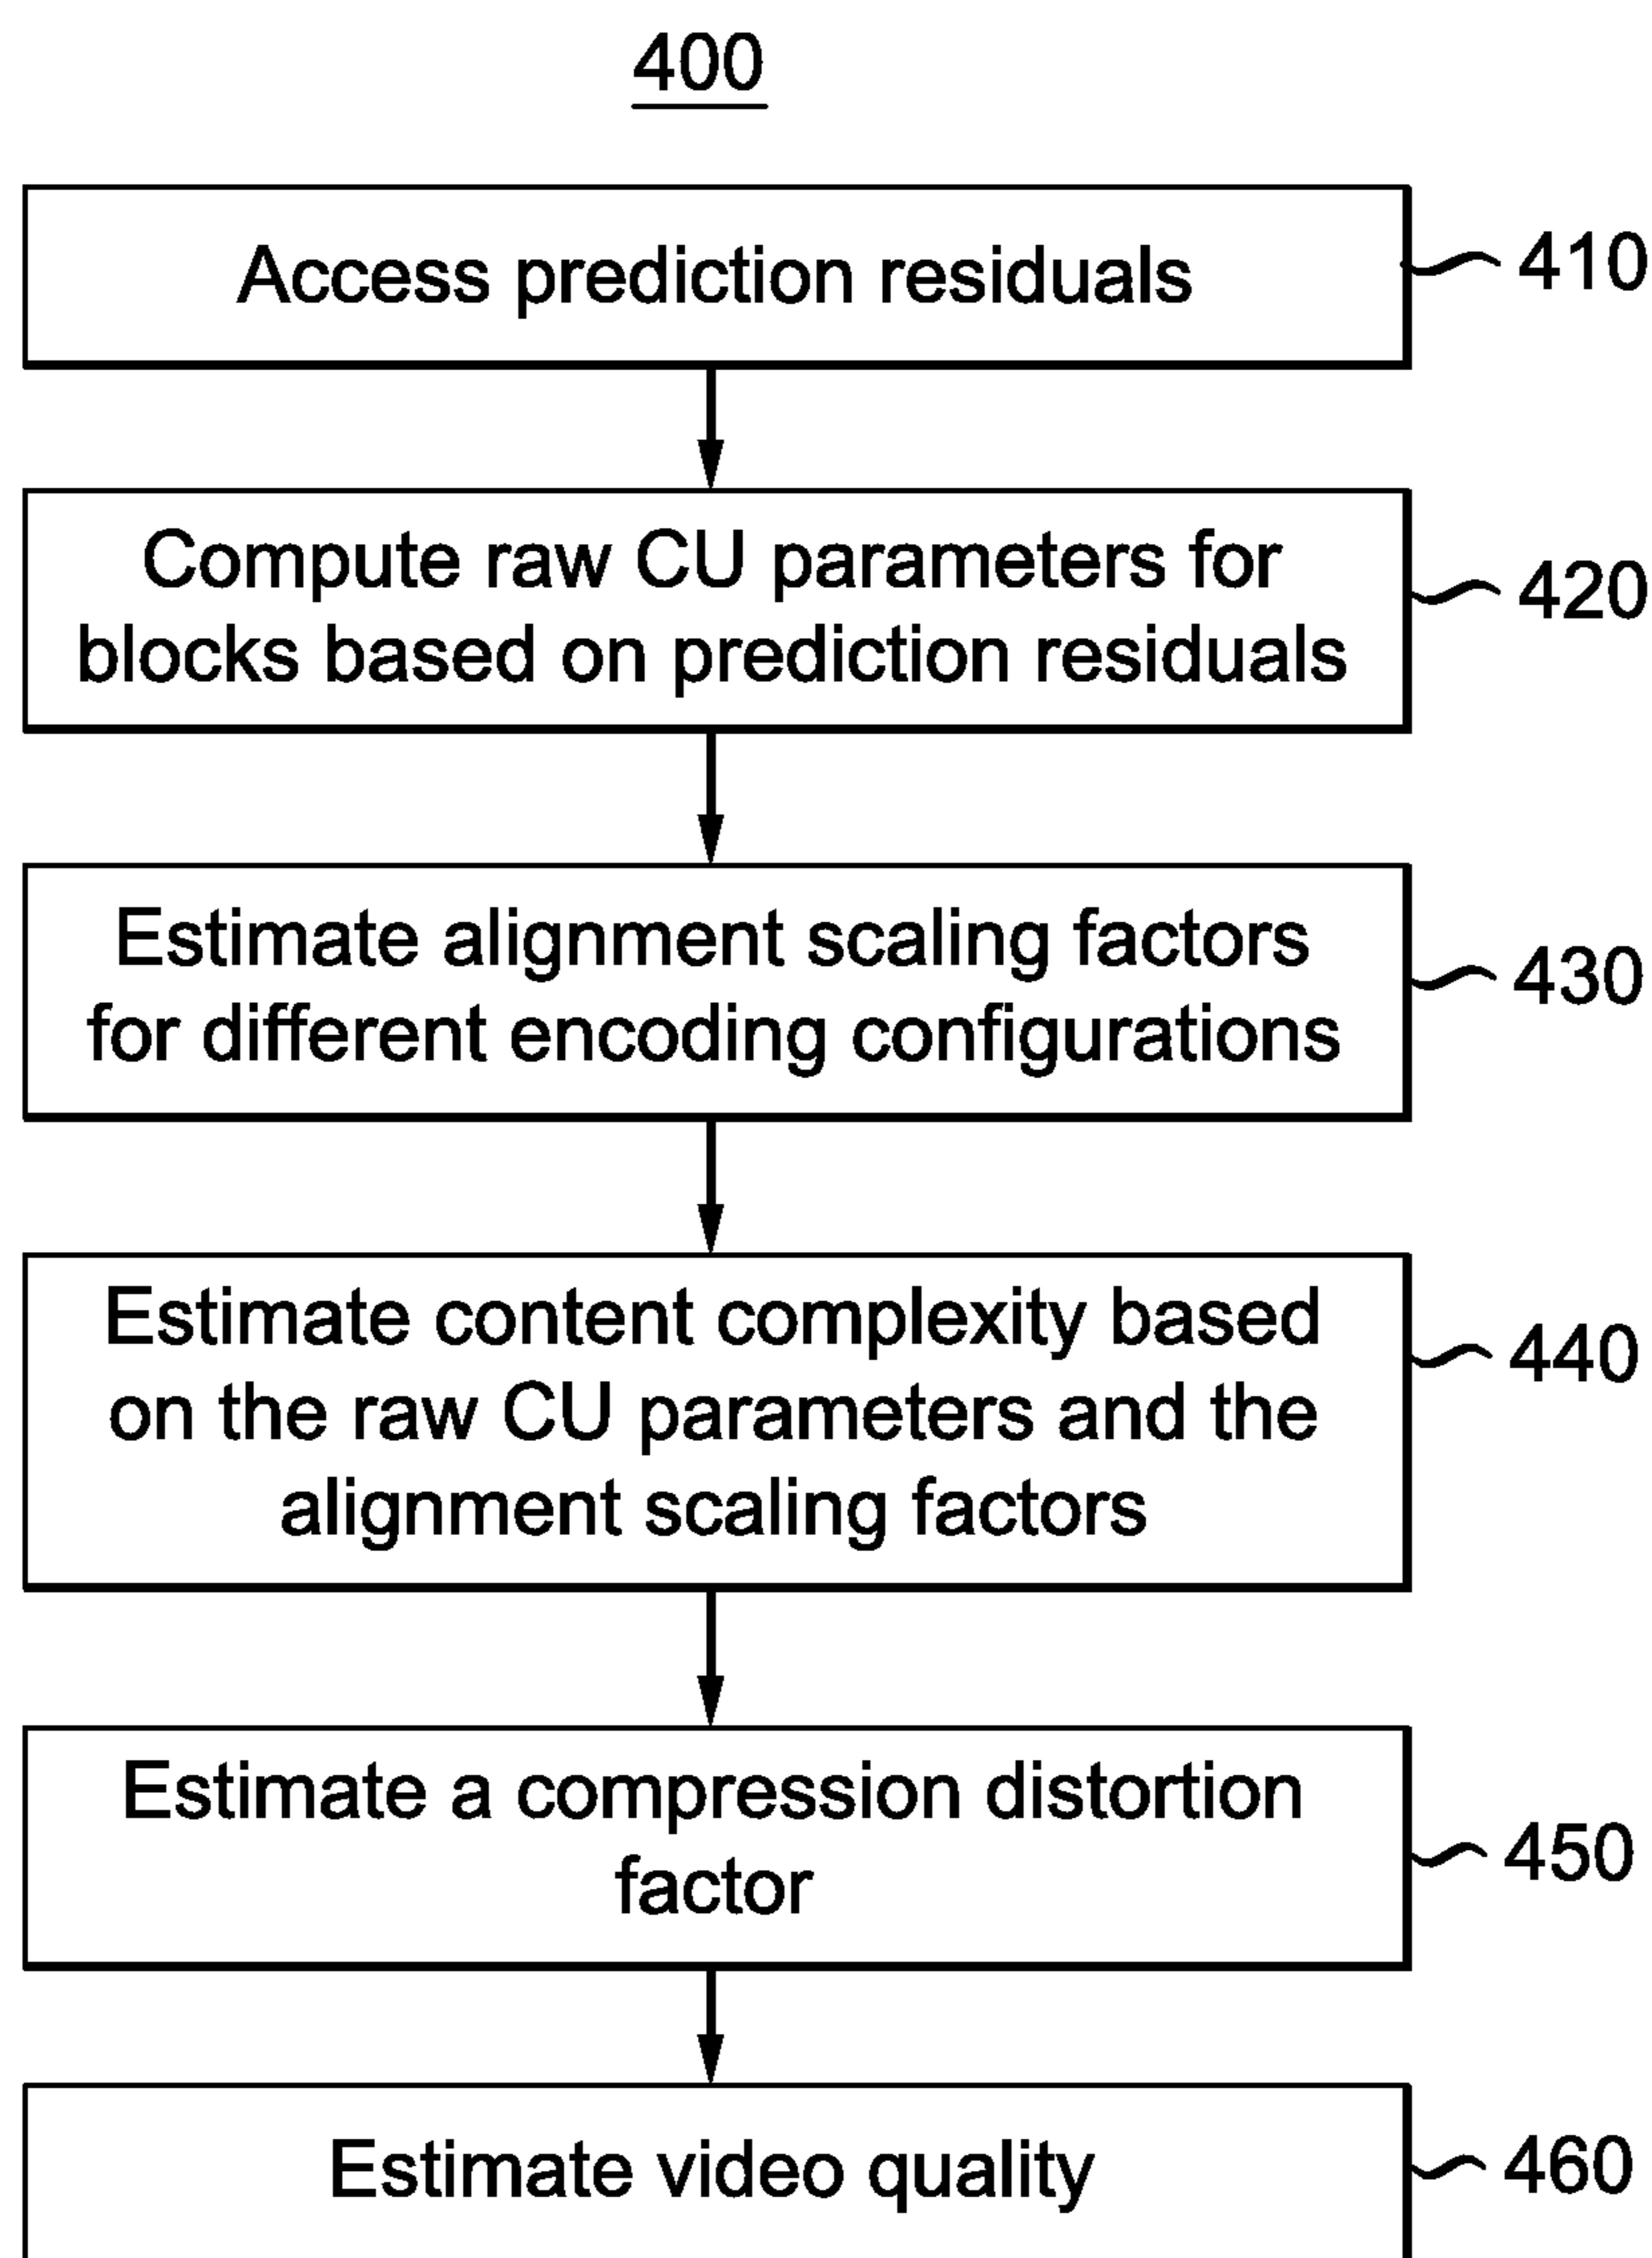 400
Access prediction residuals
410
Compute raw CU parameters for
blocks based on prediction residuals
420
Estimate alignment scaling factors
for different encoding configurations
430
Estimate content complexity based
on the raw CU parameters and the
alignment scaling factors
440
Estimate a compression distortion
factor
450
Estimate video quality
460